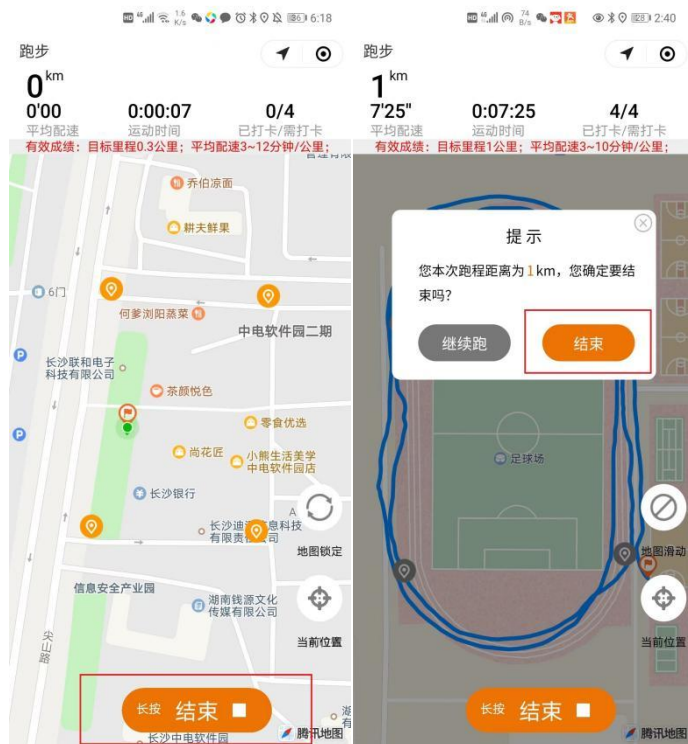 HD 46 1.6 K/s 6:18
跑步
0 km
0'00 0:00:07 0/4
平均配速 运动时间 已打卡/需打卡
有效成绩：目标里程0.3公里；平均配速3~12分钟/公里；
乔伯凉面
耕夫鲜果
6门
何爹浏阳蒸菜
中电软件园二期
P
长沙联和电子
科技有限公司
茶颜悦色
P
零食优选
尚花匠
小熊生活美学
中电软件园店
长沙银行
地图锁定
信息安全产业园
湖南钱源文化
传媒有限公司
当前位置
尖山路
长按 结束
长沙中电软件园
腾讯地图
HD 46 74 B/s 2:40
跑步
1 km
7'25" 0:07:25 4/4
平均配速 运动时间 已打卡/需打卡
有效成绩：目标里程1公里；平均配速3~10分钟/公里；
提示
您本次跑程距离为1km，您确定要结
束吗？
继续跑 结束
足球场
地图滑动
当前位置
长按 结束
腾讯地图